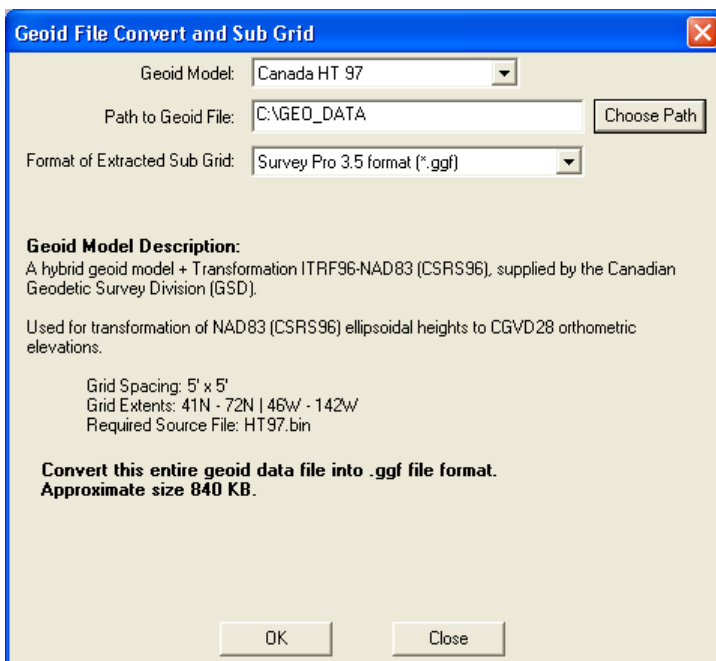 Geoid File Convert and Sub Grid
Geoid Model: Canada HT 97
Path to Geoid File: C:\GEO_DATA Choose Path
Format of Extracted Sub Grid: Survey Pro 3.5 format (*.ggf)
Geoid Model Description:
A hybrid geoid model + Transformation ITRF96-NAD83 (CSRS96), supplied by the Canadian
Geodetic Survey Division (GSD).
Used for transformation of NAD83 (CSRS96) ellipsoidal heights to CGVD28 orthometric
elevations.
Grid Spacing: 5' x 5'
Grid Extents: 41N - 72N | 46W - 142W
Required Source File: HT97.bin
Convert this entire geoid data file into .ggf file format.
Approximate size 840 KB.
OK Close